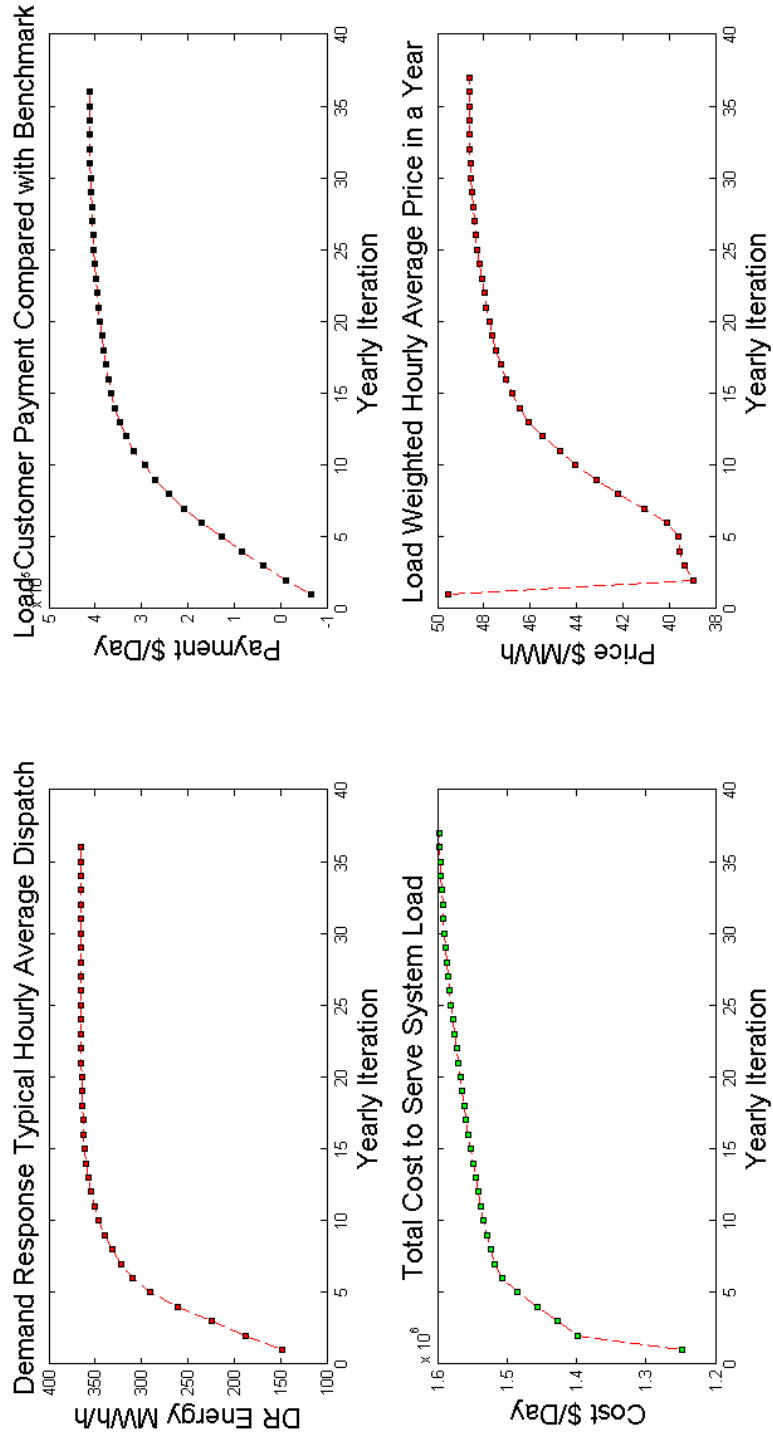 Demand Response Typical Hourly Average Dispatch
400
350
300
250
200
150
100
DR Energy MWh/h
0 5 10 15 20 25 30 35 40
Yearly Iteration
Load Customer Payment Compared with Benchmark
x 10
5
4
3
2
1
0
-1
Payment $/Day
0 5 10 15 20 25 30 35 40
Yearly Iteration
Total Cost to Serve System Load
x 10⁶
1.6
1.5
1.4
1.3
1.2
Cost $/Day
0 5 10 15 20 25 30 35 40
Yearly Iteration
Load Weighted Hourly Average Price in a Year
50
48
46
44
42
40
38
Price $/MWh
0 5 10 15 20 25 30 35 40
Yearly Iteration